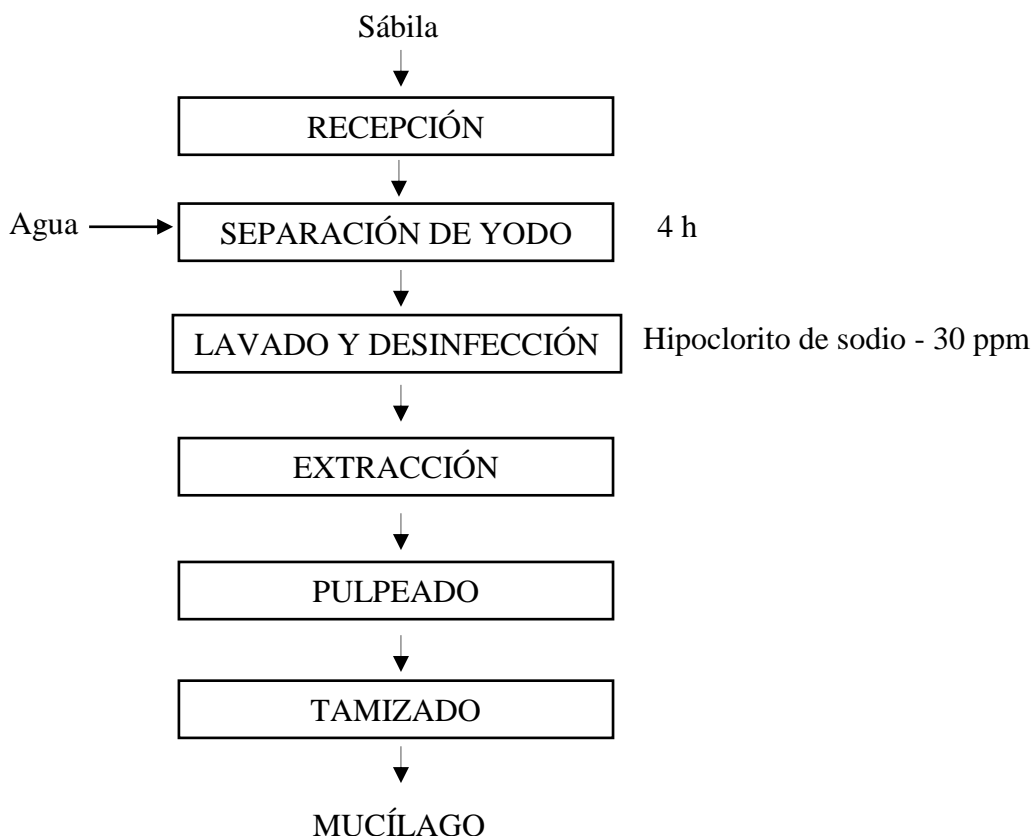 Sábila
RECEPCIÓN
Agua
SEPARACIÓN DE YODO
4 h
LAVADO Y DESINFECCIÓN
Hipoclorito de sodio - 30 ppm
EXTRACCIÓN
PULPEADO
TAMIZADO
MUCÍLAGO